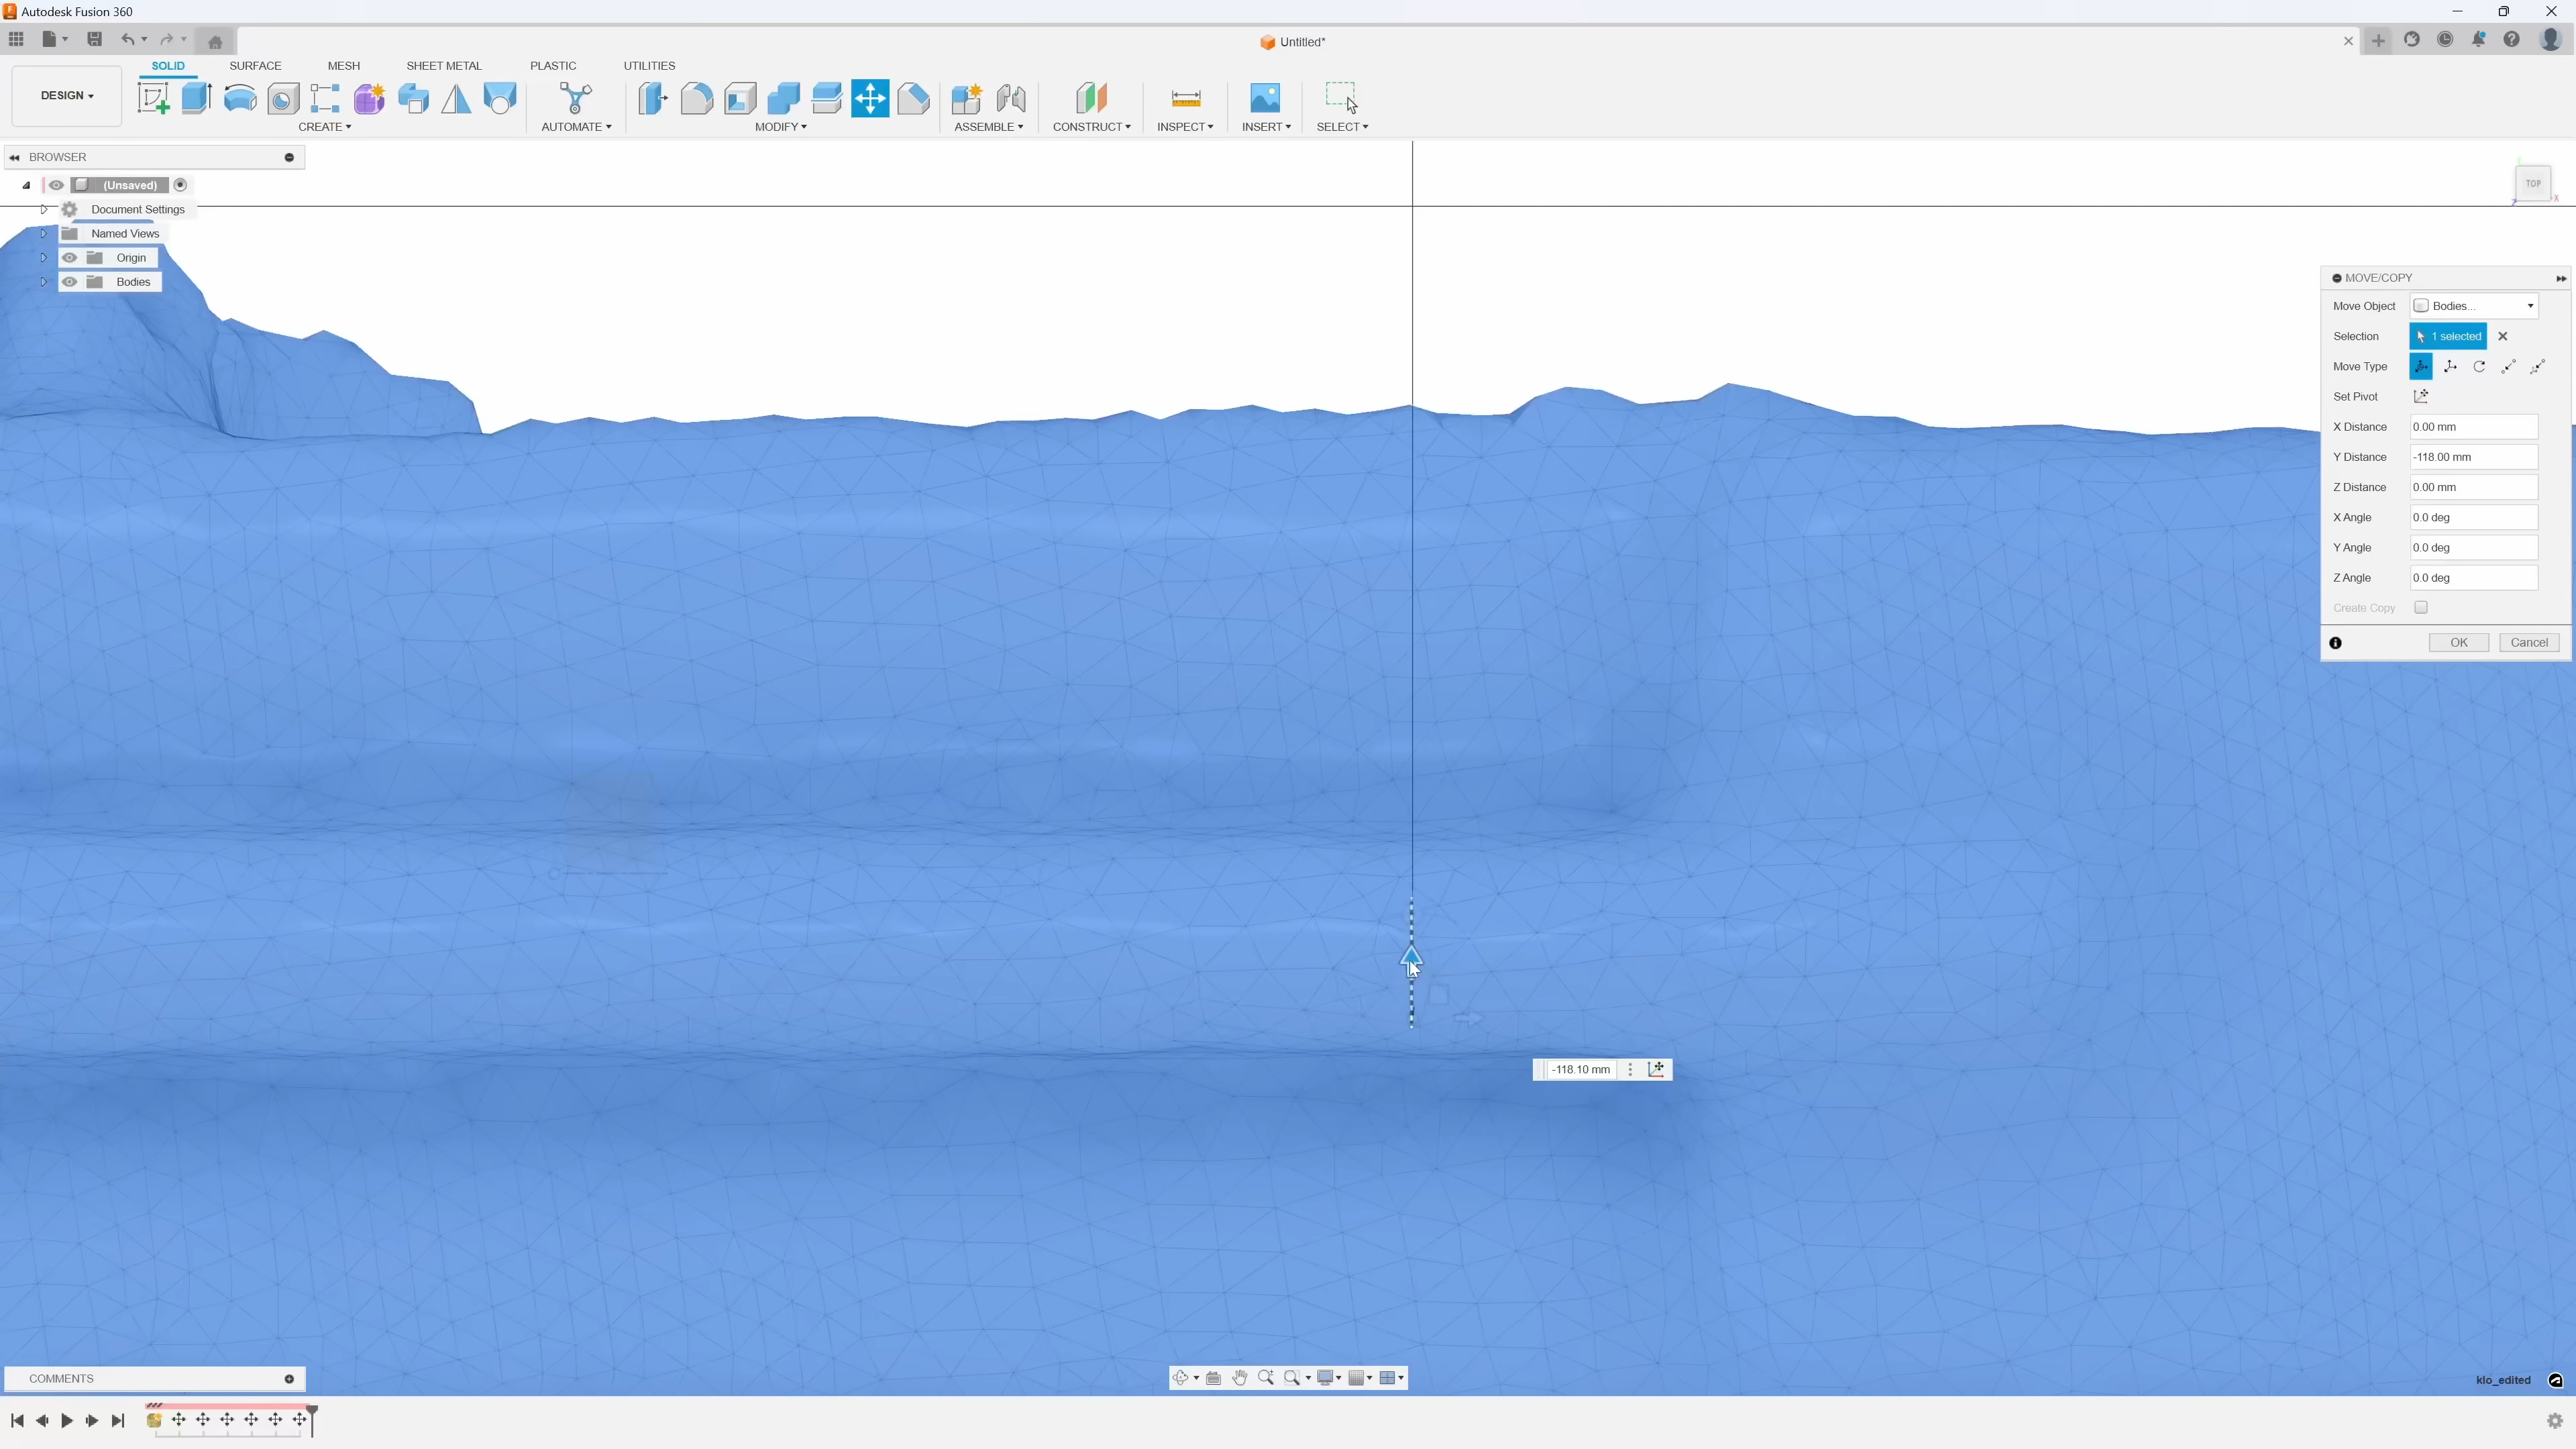 Autodesk Fusion 360
Untitled*
SOLID SURFACE MESH SHEET METAL PLASTIC UTILITIES
DESIGN
CREATE AUTOMATE MODIFY ASSEMBLE CONSTRUCT INSPECT INSERT SELECT
BROWSER
(Unsaved)
Document Settings
Named Views
Origin
Bodies
TOP
X
MOVE/COPY
Move Object Bodies...
Selection 1 selected
Move Type
Set Pivot
X Distance 0.00 mm
Y Distance -118.00 mm
Z Distance 0.00 mm
X Angle 0.0 deg
Y Angle 0.0 deg
Z Angle 0.0 deg
Create Copy
OK Cancel
-118.10 mm
COMMENTS
klo_edited